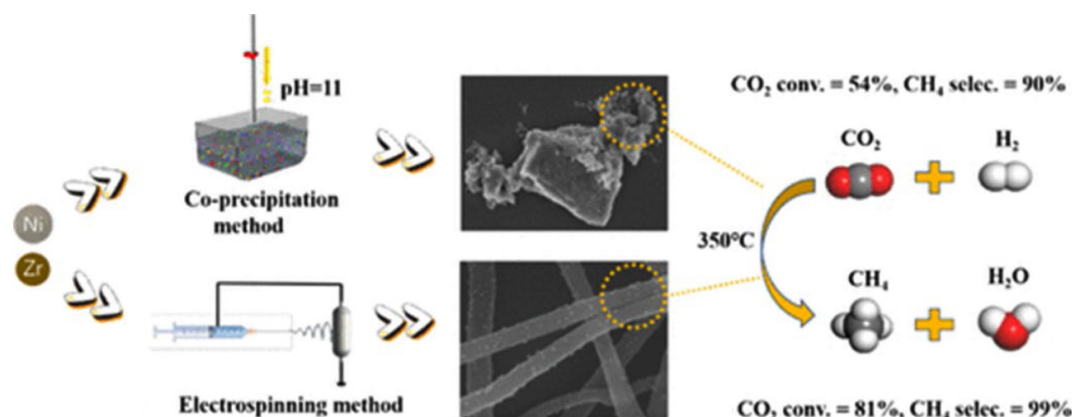 Ni
Zr
pH=11
Co-precipitation
method
Electrospinning method
CO₂ conv. = 54%, CH₄ selec. = 90%
CO₂
H₂
350°C
CH₄
H₂O
CO₂ conv. = 81%, CH₄ selec. = 99%